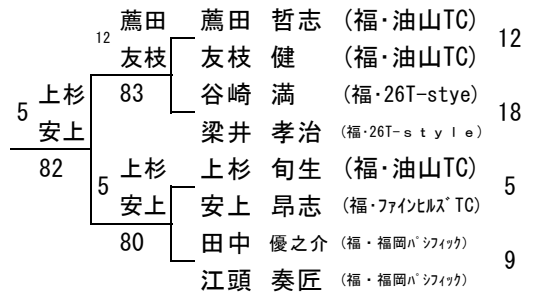 12 薦田 薦田 哲志 (福・油山TC) 12
友枝 友枝 健 (福・油山TC)
5 上杉 83 谷崎 満 (福・26T-stye) 18
安上 梁井 孝治 (福・26T-style)
82 5 上杉 上杉 旬生 (福・油山TC) 5
安上 安上 昂志 (福・ファインヒルズTC)
80 田中 優之介 (福・福岡パシフィック) 9
江頭 奏匠 (福・福岡パシフィック)